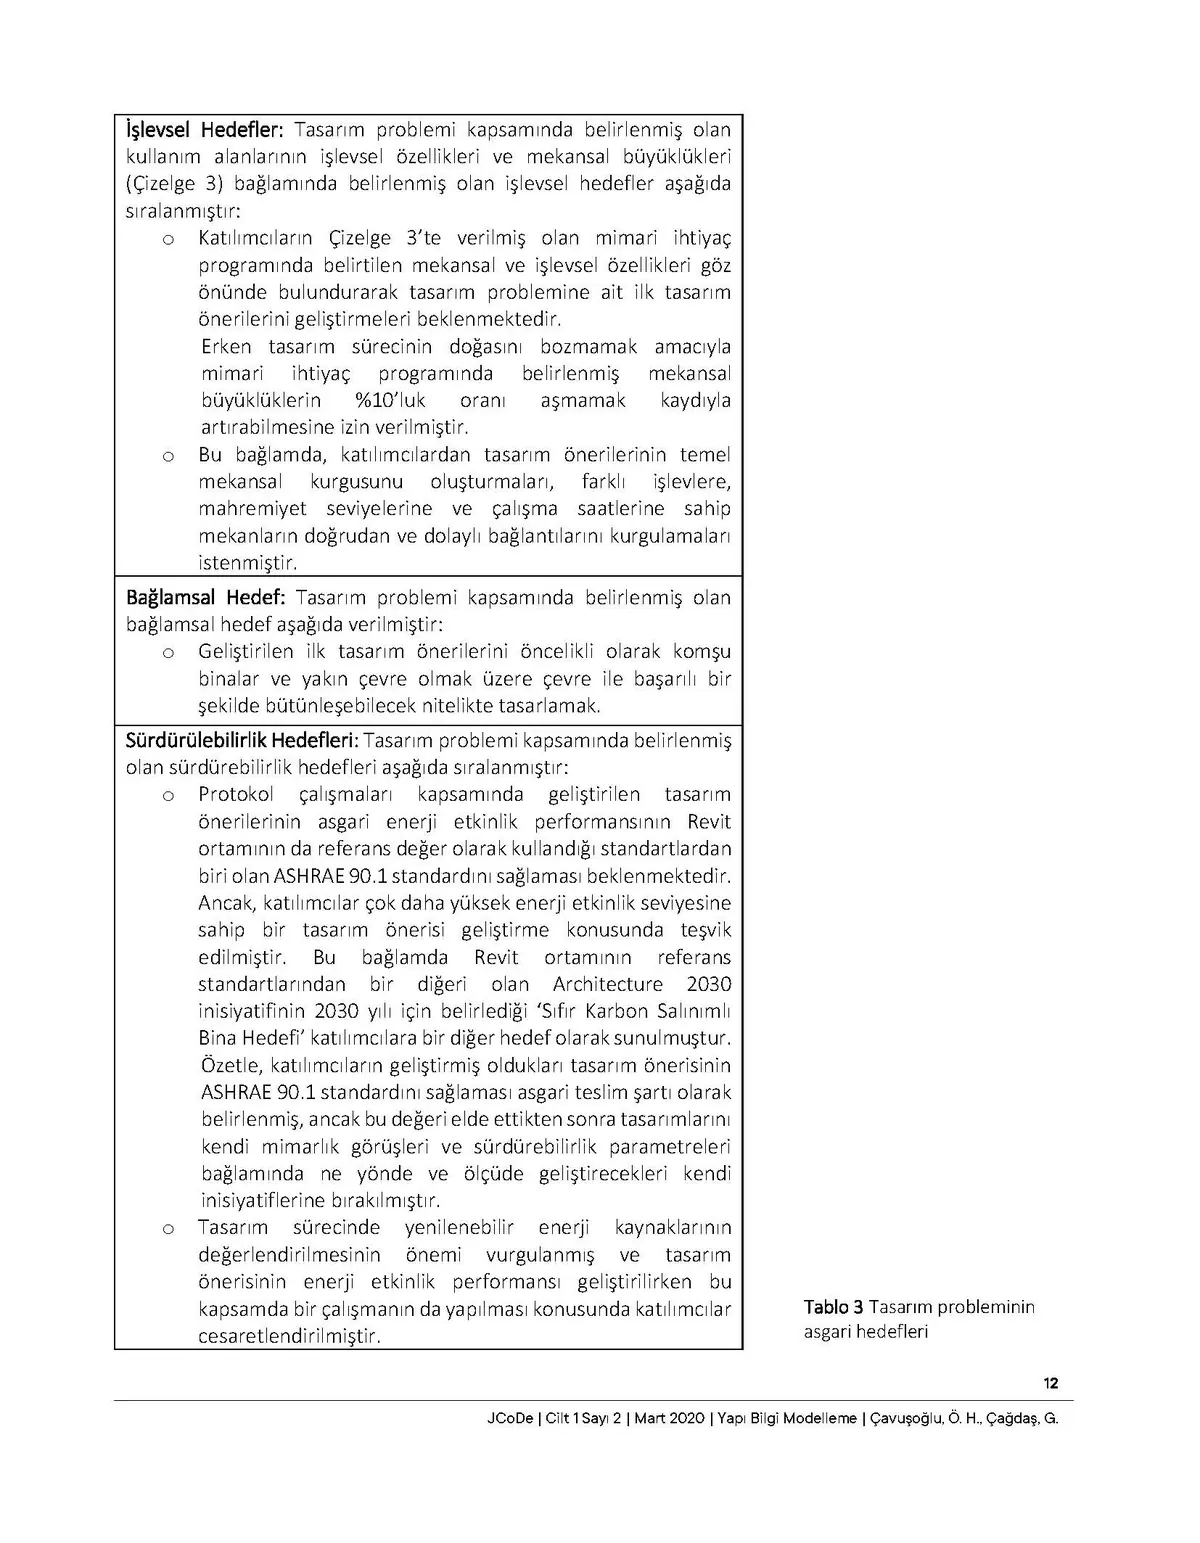 İşlevsel Hedefler: Tasarım problemi kapsamında belirlenmiş olan
kullanım alanlarının işlevsel özellikleri ve mekansal büyüklükleri
(Çizelge 3) bağlamında belirlenmiş olan işlevsel hedefler aşağıda
sıralanmıştır:
o Katılımcıların Çizelge 3’te verilmiş olan mimari ihtiyaç
programında belirtilen mekansal ve işlevsel özellikleri göz
önünde bulundurarak tasarım problemine ait ilk tasarım
önerilerini geliştirmeleri beklenmektedir.
Erken tasarım sürecinin doğasını bozmamak amacıyla
mimari ihtiyaç programında belirlenmiş mekansal
büyüklüklerin %10’luk oranı aşmamak kaydıyla
artırabilmesine izin verilmiştir.
o Bu bağlamda, katılımcılardan tasarım önerilerinin temel
mekansal kurgusunu oluşturmaları, farklı işlevlere,
mahremiyet seviyelerine ve çalışma saatlerine sahip
mekanların doğrudan ve dolaylı bağlantılarını kurgulamaları
istenmiştir.
Bağlamsal Hedef: Tasarım problemi kapsamında belirlenmiş olan
bağlamsal hedef aşağıda verilmiştir:
o Geliştirilen ilk tasarım önerilerini öncelikli olarak komşu
binalar ve yakın çevre olmak üzere çevre ile başarılı bir
şekilde bütünleşebilecek nitelikte tasarlamak.
Sürdürülebilirlik Hedefleri: Tasarım problemi kapsamında belirlenmiş
olan sürdürebilirlik hedefleri aşağıda sıralanmıştır:
o Protokol çalışmaları kapsamında geliştirilen tasarım
önerilerinin asgari enerji etkinlik performansının Revit
ortamının da referans değer olarak kullandığı standartlardan
biri olan ASHRAE 90.1 standardını sağlaması beklenmektedir.
Ancak, katılımcılar çok daha yüksek enerji etkinlik seviyesine
sahip bir tasarım önerisi geliştirme konusunda teşvik
edilmiştir. Bu bağlamda Revit ortamının referans
standartlarından bir diğeri olan Architecture 2030
inisiyatifinin 2030 yılı için belirlediği ‘Sıfır Karbon Salınımlı
Bina Hedefi’ katılımcılara bir diğer hedef olarak sunulmuştur.
Özetle, katılımcıların geliştirmiş oldukları tasarım önerisinin
ASHRAE 90.1 standardını sağlaması asgari teslim şartı olarak
belirlenmiş, ancak bu değeri elde ettikten sonra tasarımlarını
kendi mimarlık görüşleri ve sürdürebilirlik parametreleri
bağlamında ne yönde ve ölçüde geliştirecekleri kendi
inisiyatiflerine bırakılmıştır.
o Tasarım sürecinde yenilenebilir enerji kaynaklarının
değerlendirilmesinin önemi vurgulanmış ve tasarım
önerisinin enerji etkinlik performansı geliştirilirken bu
kapsamda bir çalışmanın da yapılması konusunda katılımcılar
cesaretlendirilmiştir.
Tablo 3 Tasarım probleminin
asgari hedefleri
12
JCoDe | Cilt 1 Sayı 2 | Mart 2020 | Yapı Bilgi Modelleme | Çavuşoğlu, Ö. H., Çağdaş, G.